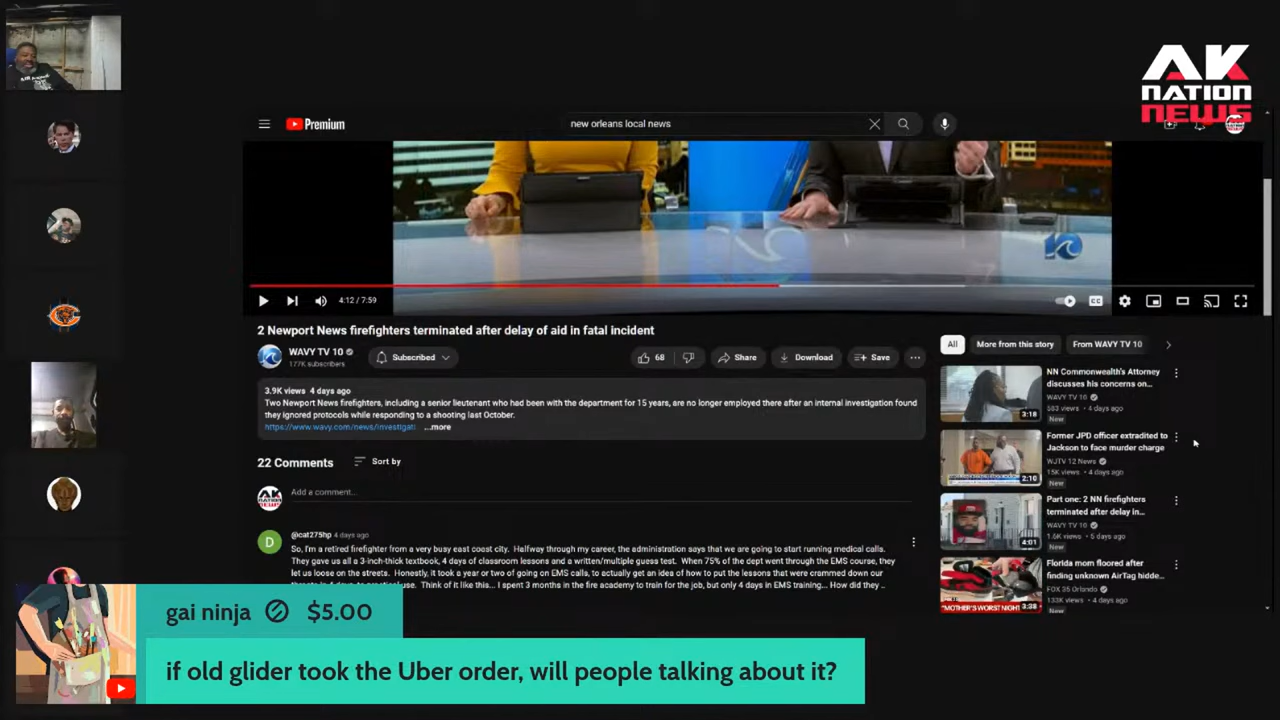 AK
NATION
NEWS
Premium
new orleans local news
4:12 / 7:59
CC
2 Newport News firefighters terminated after delay of aid in fatal incident
WAVY TV 10
177K subscribers
Subscribed
68
Share
Download
Save
3.9K views 4 days ago
Two Newport News firefighters, including a senior lieutenant who had been with the department for 15 years, are no longer employed there after an internal investigation found
they ignored protocols while responding to a shooting last October.
https://www.wavy.com/news/investigat...
...more
22 Comments
Sort by
Add a comment...
D
@cat275hp 4 days ago
So, I'm a retired firefighter from a very busy east coast city. Halfway through my career, the administration says that we are going to start running medical calls.
They gave us all a 3-inch-thick textbook, 4 days of classroom lessons and a written/multiple guess test. When 75% of the dept went through the EMS course, they
let us loose on the streets. Honestly, it took a year or two of going on EMS calls, to actually get an idea of how to put the lessons that were crammed down our
Think of it like this... I spent 3 months in the fire academy to train for the job, but only 4 days in EMS training... How did they ..
All
More from this story
From WAVY TV 10
NN Commonwealth's Attorney
discusses his concerns on...
WAVY TV 10
583 views • 4 days ago
New
3:18
Former JPD officer extradited to
Jackson to face murder charge
WJTV 12 News
15K views • 4 days ago
New
2:10
Part one: 2 NN firefighters
terminated after delay in...
WAVY TV 10
1.6K views • 5 days ago
New
4:01
Florida mom floored after
finding unknown AirTag hidde...
FOX 35 Orlando
133K views • 4 days ago
New
"MOTHER'S WORST NIGHT
3:38
gai ninja $5.00
if old glider took the Uber order, will people talking about it?